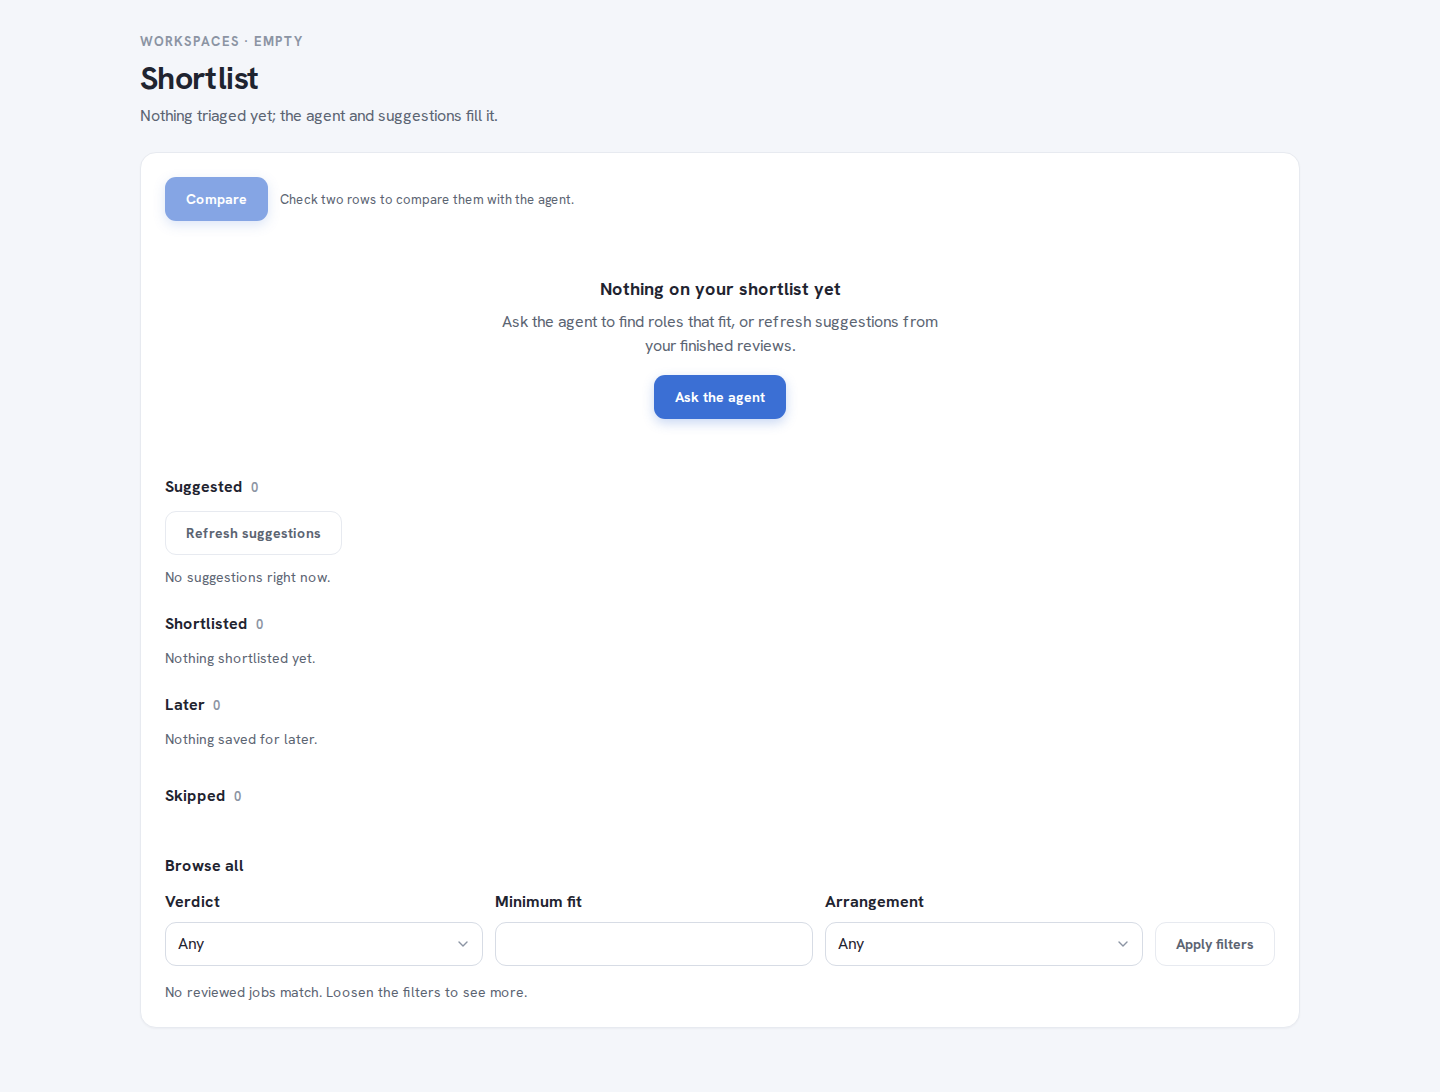 WORKSPACES · EMPTY
Shortlist
Nothing triaged yet; the agent and suggestions fill it.
Compare
Check two rows to compare them with the agent.
Nothing on your shortlist yet
Ask the agent to find roles that fit, or refresh suggestions from
your finished reviews.
Ask the agent
Suggested 0
Refresh suggestions
No suggestions right now.
Shortlisted 0
Nothing shortlisted yet.
Later 0
Nothing saved for later.
Skipped 0
Browse all
Verdict
Minimum fit
Arrangement
Any
Any
Apply filters
No reviewed jobs match. Loosen the filters to see more.